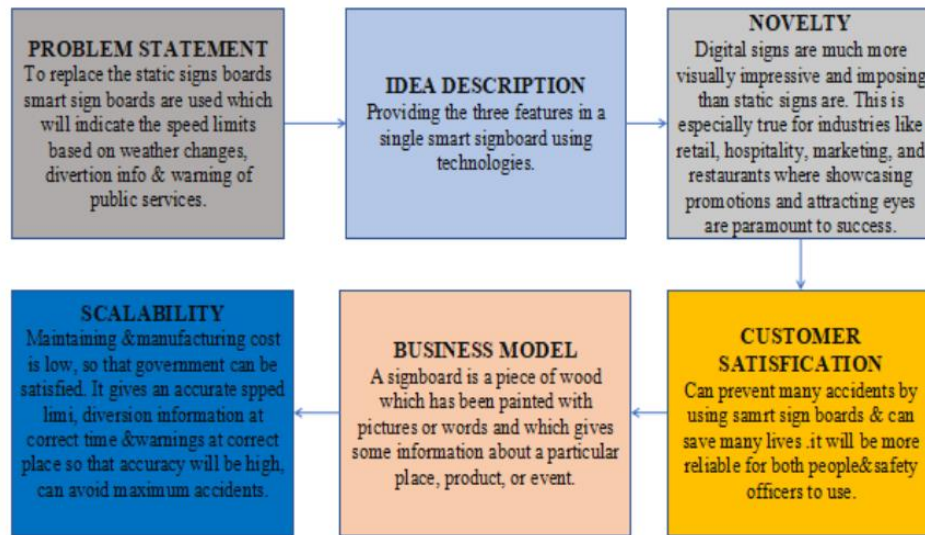 PROBLEM STATEMENT
To replace the static signs boards
smart sign boards are used which
will indicate the speed limits
based on weather changes,
divertion info & warning of
public services.
IDEA DESCRIPTION
Providing the three features in a
single smart signboard using
technologies.
NOVELTY
Digital signs are much more
visually impressive and imposing
than static signs are. This is
especially true for industries like
retail, hospitality, marketing, and
restaurants where showcasing
promotions and attracting eyes
are paramount to success.
CUSTOMER
SATISFICATION
Can prevent many accidents by
using samrt sign boards & can
save many lives .it will be more
reliable for both people&safety
officers to use.
BUSINESS MODEL
A signboard is a piece of wood
which has been painted with
pictures or words and which gives
some information about a particular
place, product, or event.
SCALABILITY
Maintaining &manufacturing cost
is low, so that government can be
satisfied. It gives an accurate spped
limi, diversion information at
correct time &warnings at correct
place so that accuracy will be high,
can avoid maximum accidents.